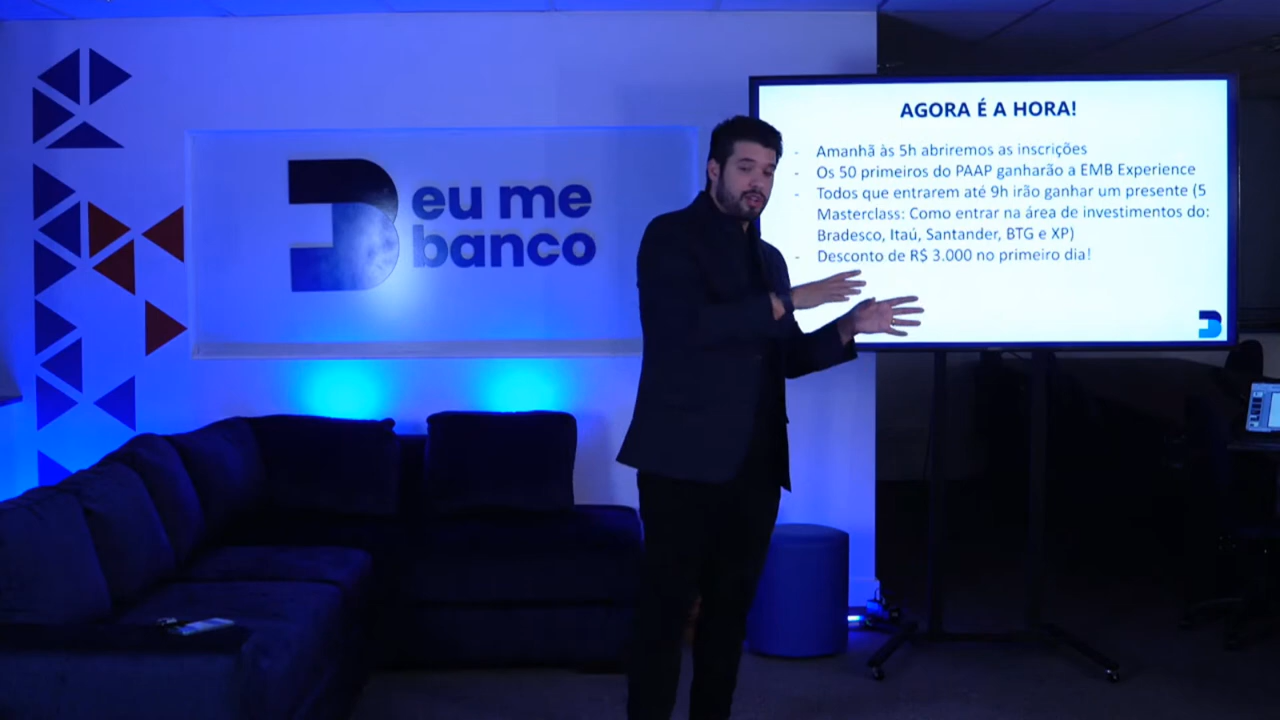 eu me
banco
AGORA É A HORA!
- Amanhã às 5h abriremos as inscrições
- Os 50 primeiros do PAAP ganharão a EMB Experience
- Todos que entrarem até 9h irão ganhar um presente (5
Masterclass: Como entrar na área de investimentos do:
Bradesco, Itaú, Santander, BTG e XP)
- Desconto de R$ 3.000 no primeiro dia!